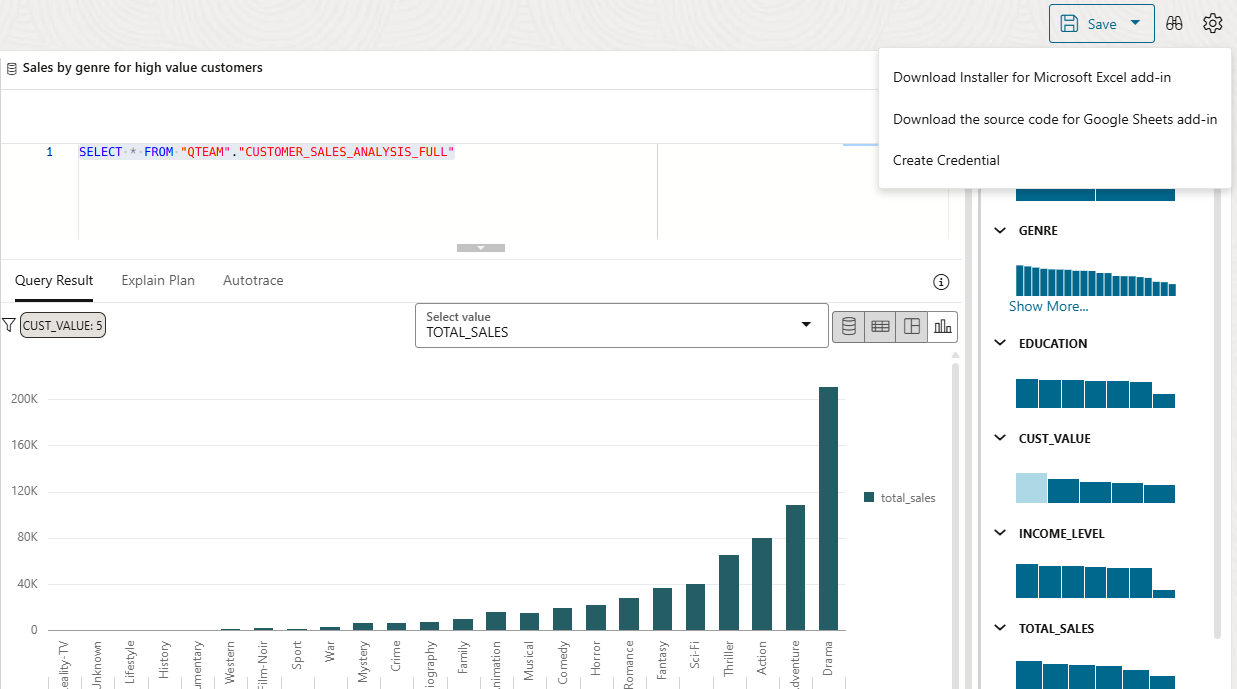 Save
Sales by genre for high value customers
Download Installer for Microsoft Excel add-in
Download the source code for Google Sheets add-in
Create Credential
1 SELECT * FROM "QTEAM"."CUSTOMER_SALES_ANALYSIS_FULL"
GENRE
Show More...
EDUCATION
CUST_VALUE
INCOME_LEVEL
TOTAL_SALES
Query Result Explain Plan Autotrace
CUST_VALUE: 5
Select value
TOTAL_SALES
200K
160K
120K
80K
40K
0
total_sales
eality-TV
Unknown
Lifestyle
History
umentary
Western
Film-Noir
Sport
War
Mystery
Crime
iography
Family
nimation
Musical
Comedy
Horror
Romance
Fantasy
Sci-Fi
Thriller
Action
dventure
Drama